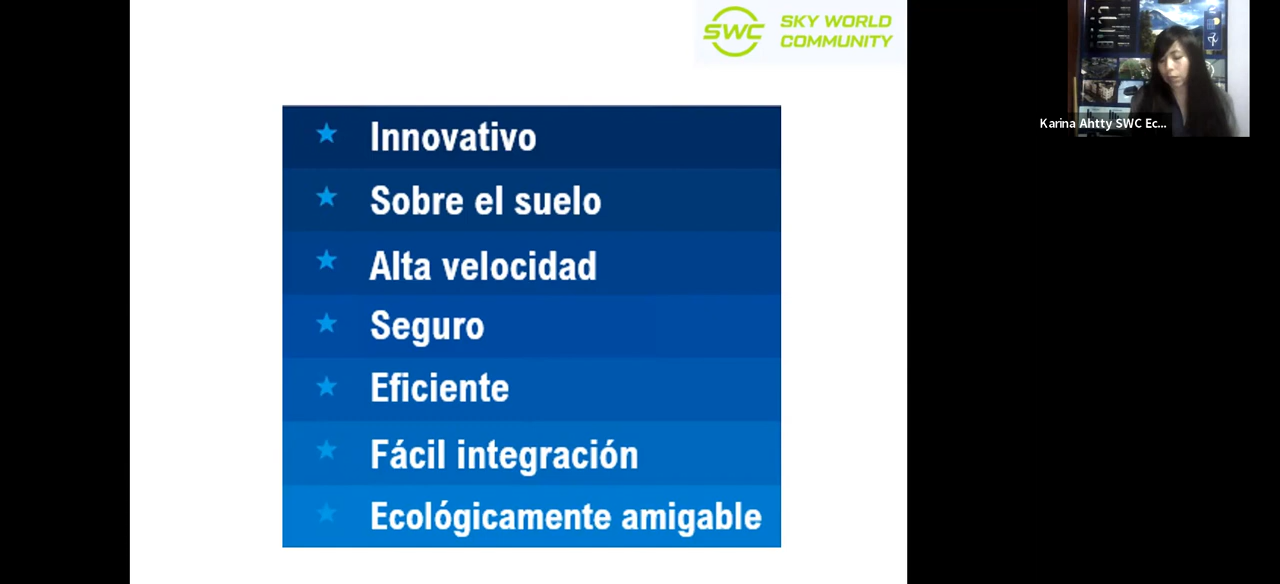 SWC
SKY WORLD
COMMUNITY
Karina Ahtty SWC Ec...
Innovativo
Sobre el suelo
Alta velocidad
Seguro
Eficiente
Fácil integración
Ecológicamente amigable